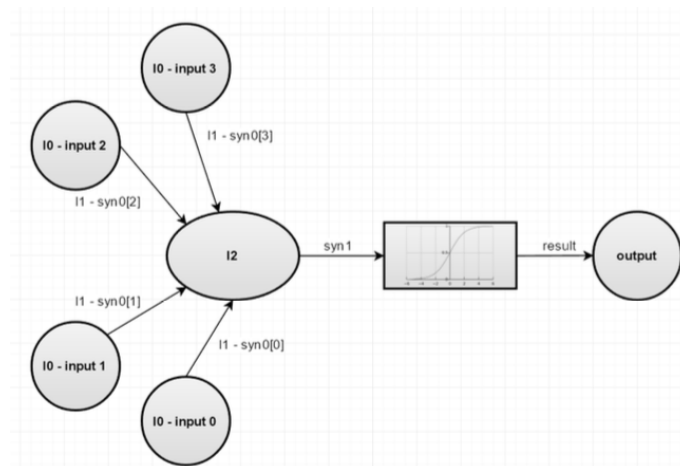 l0 - input 3
l0 - input 2
l1 - syn0[3]
l1 - syn0[2]
l2
syn1
result
output
l1 - syn0[1]
l1 - syn0[0]
l0 - input 1
l0 - input 0